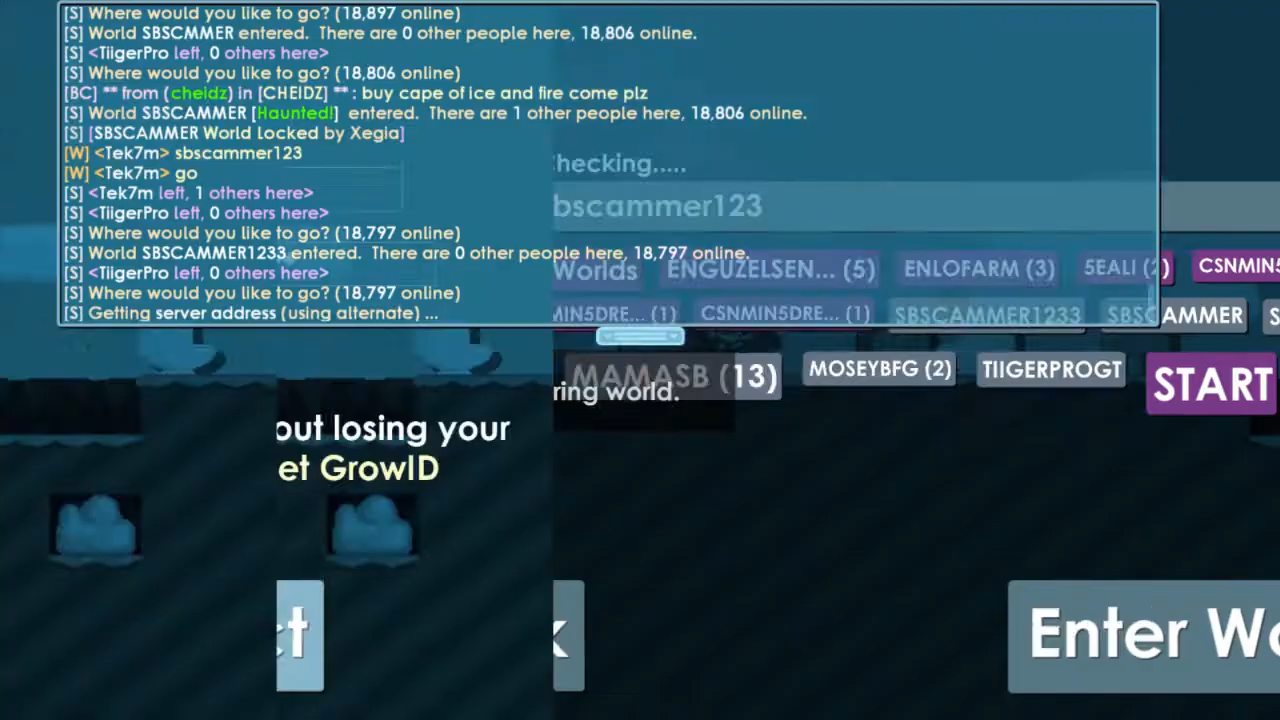 [S] Where would you like to go? (18,897 online)
[S] World SBSCMMER entered.  There are 0 other people here, 18,806 online.
[S] <TiigerPro left, 0 others here>
[S] Where would you like to go? (18,806 online)
[BC] ** from (cheidz) in [CHEIDZ] ** : buy cape of ice and fire come plz
[S] World SBSCAMMER [Haunted!]  entered.  There are 1 other people here, 18,806 online.
[S] [SBSCAMMER World Locked by Xegia]
[W] <Tek7m> sbscammer123
[W] <Tek7m> go
[S] <Tek7m left, 1 others here>
[S] <TiigerPro left, 0 others here>
[S] Where would you like to go? (18,797 online)
[S] World SBSCAMMER1233 entered.  There are 0 other people here, 18,797 online.
[S] <TiigerPro left, 0 others here>
[S] Where would you like to go? (18,797 online)
[S] Getting server address (using alternate) ...
hecking.....
bscammer123
Worlds ENGUZELSEN... (5) ENLOFARM (3) 5EALI (2) CSNMIN5
MIN5DRE... (1) CSNMIN5DRE... (1) SBSCAMMER1233 SBSCAMMER S
MAMASB (13) MOSEYBFG (2) TIIGERPROGT START
ring world.
out losing your
et GrowID
ct k Enter Wo